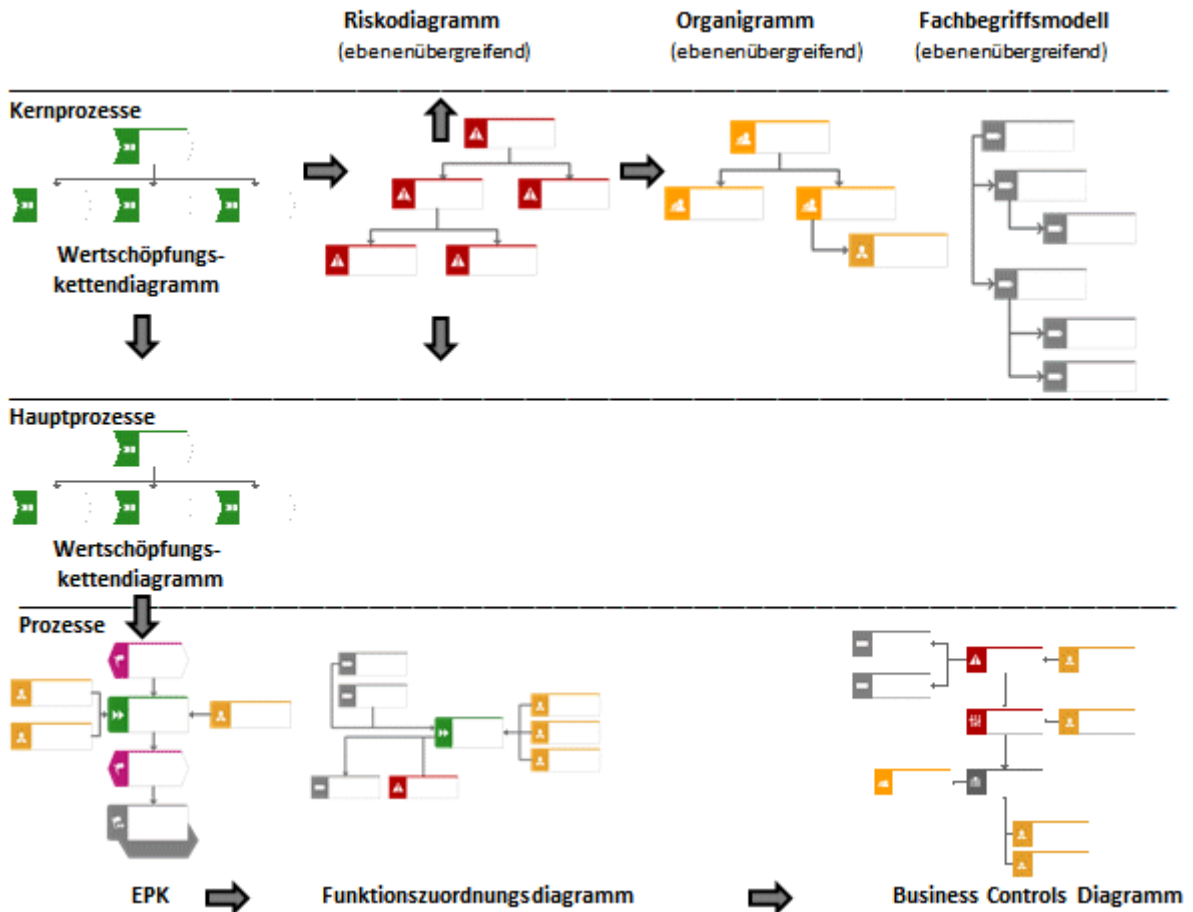 Riskodiagramm
(ebenenübergreifend)
Organigramm
(ebenenübergreifend)
Fachbegriffsmodell
(ebenenübergreifend)
Kernprozesse
Wertschöpfungs-
kettendiagramm
Hauptprozesse
Wertschöpfungs-
kettendiagramm
Prozesse
EPK
Funktionszuordnungsdiagramm
Business Controls Diagramm